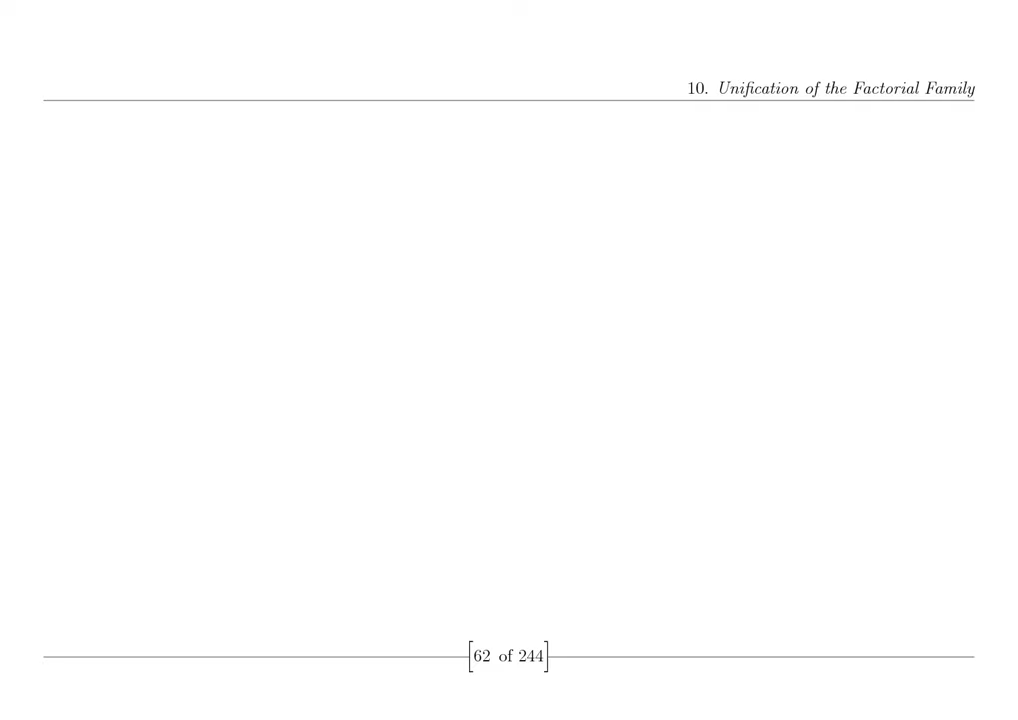 10. Unification of the Factorial Family
[62 of 244]